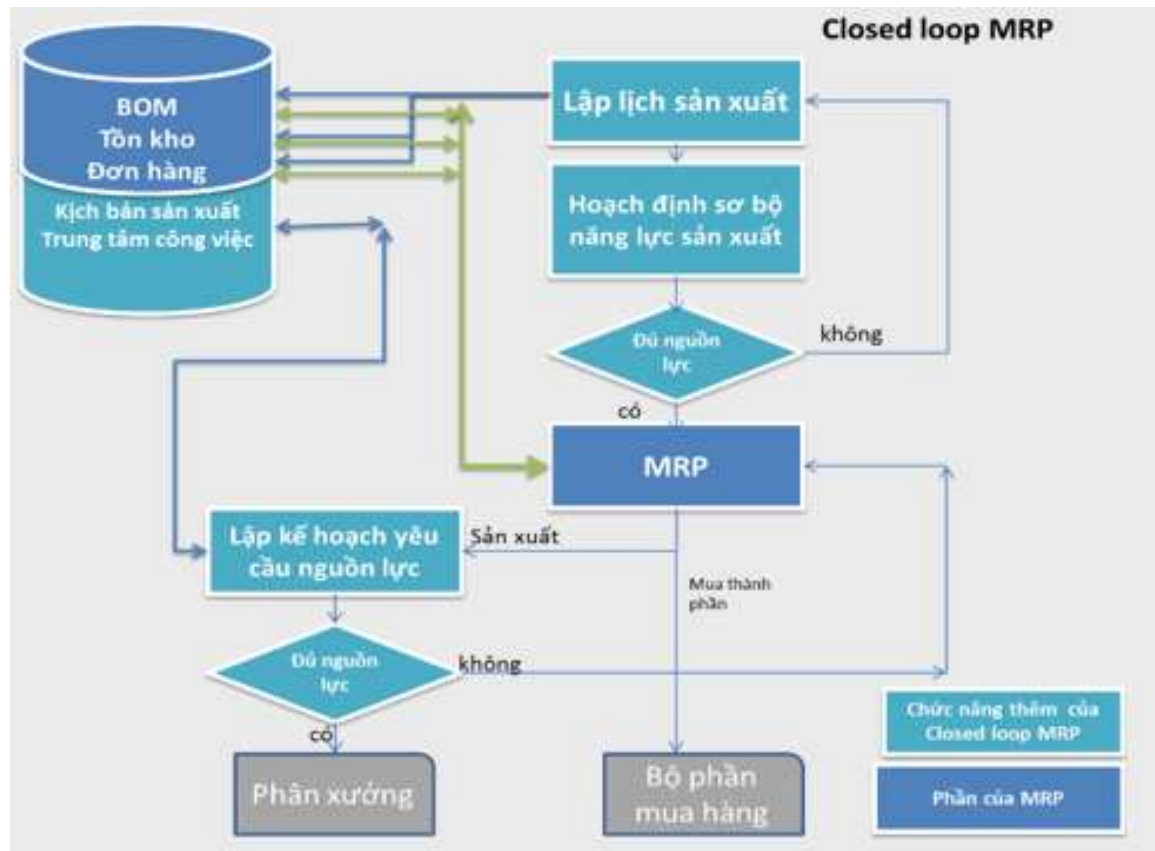 Closed loop MRP
BOM
Tồn kho
Đơn hàng
Kịch bản sản xuất
Trung tâm công việc
Lập lịch sản xuất
Hoạch định sơ bộ
năng lực sản xuất
Đủ nguồn
lực
không
có
MRP
Lập kế hoạch yêu
cầu nguồn lực
Sản xuất
Mua thành
phần
Đủ nguồn
lực
không
có
Phân xưởng
Bộ phần
mua hàng
Chức năng thêm của
Closed loop MRP
Phần của MRP